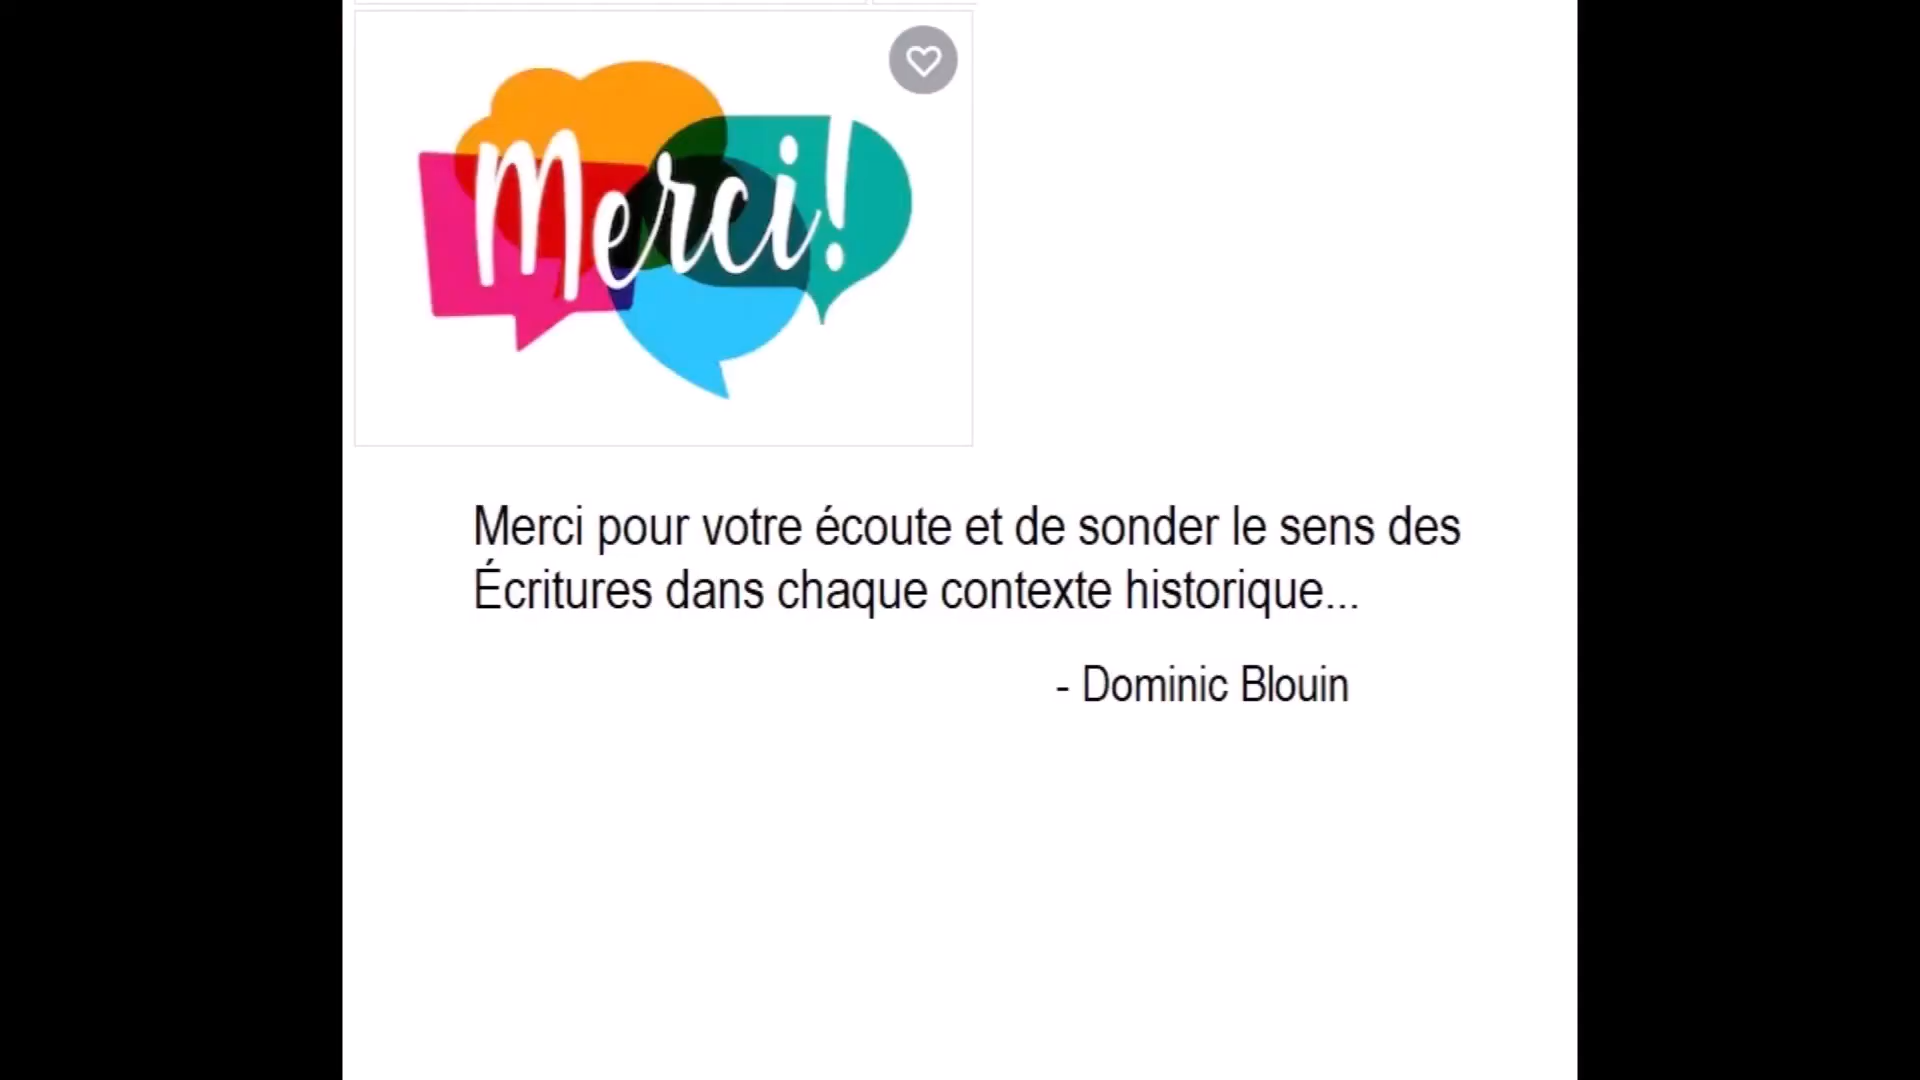 Merci!
Merci pour votre écoute et de sonder le sens des
Écritures dans chaque contexte historique...
- Dominic Blouin